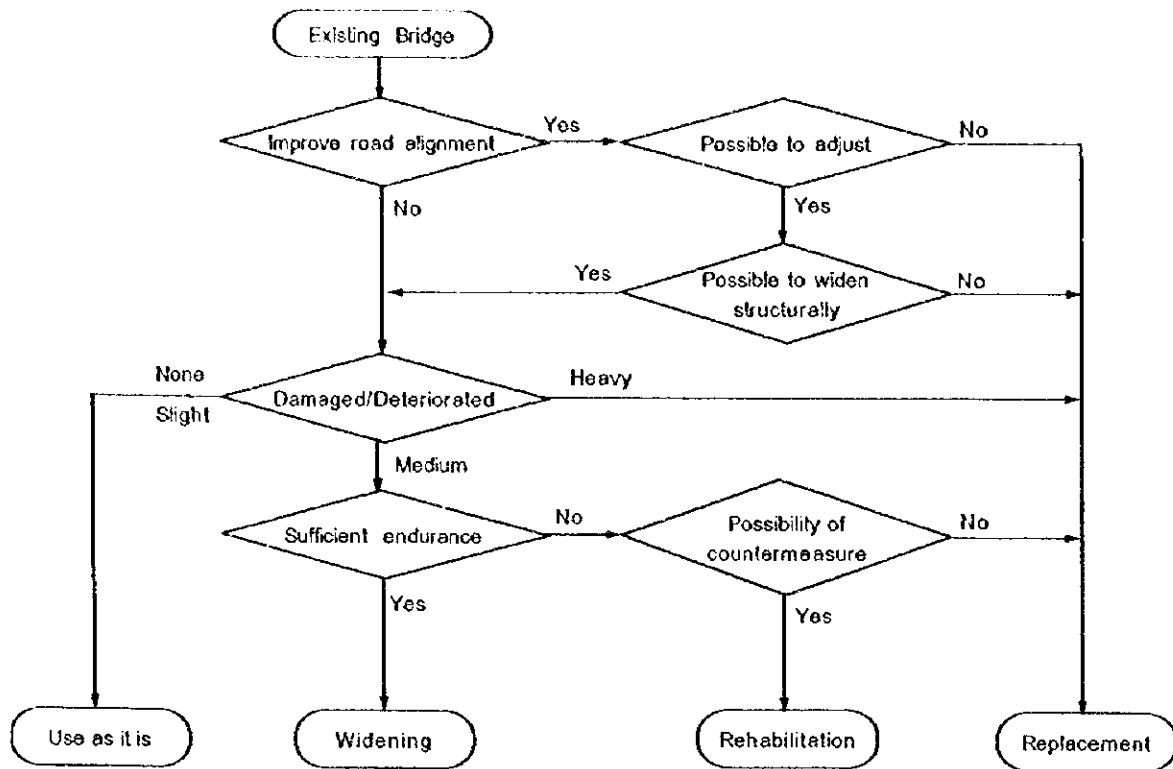 Existing Bridge
Improve road alignment
Yes
Possible to adjust
No
No
Yes
Yes
Possible to widen
structurally
No
None
Slight
Damaged/Deteriorated
Heavy
Medium
Sufficient endurance
No
Possibility of
countermeasure
No
Yes
Yes
Use as it is
Widening
Rehabilitation
Replacement